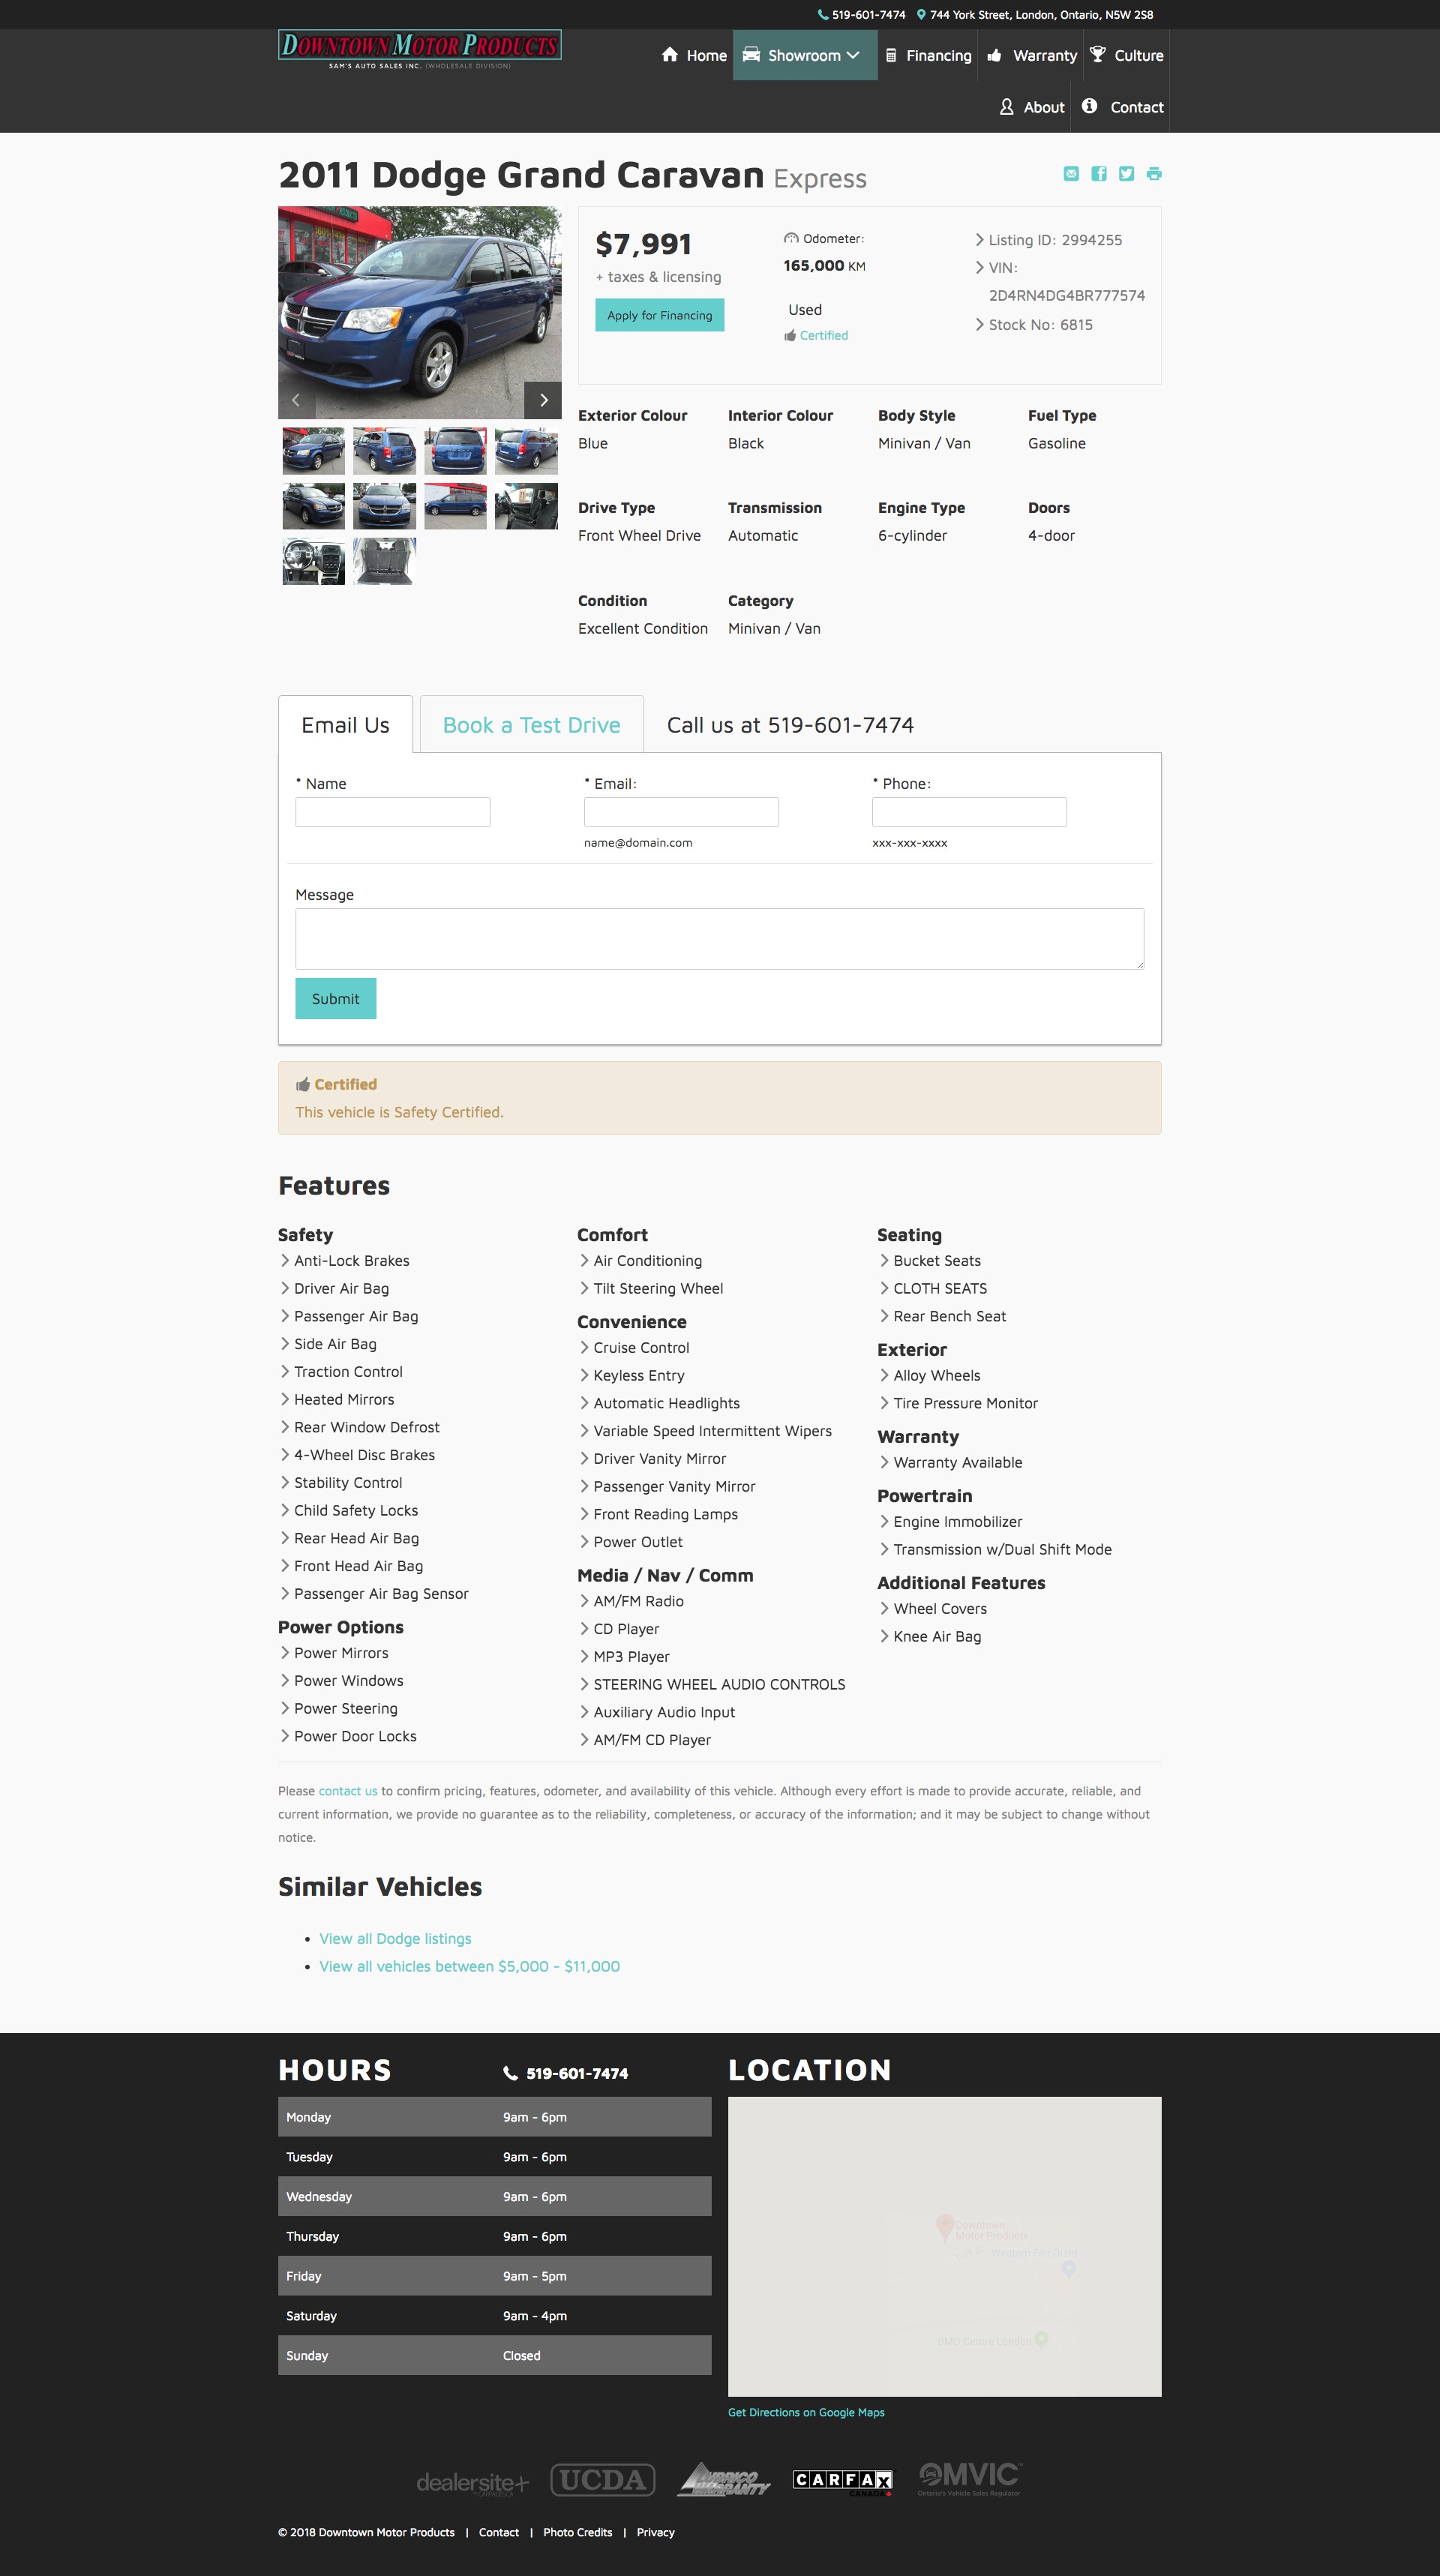 519-601-7474 744 York Street, London, Ontario, N5W 2S8
DOWNTOWN MOTOR PRODUCTS
SAM'S AUTO SALES INC. (WHOLESALE DIVISION)
Home Showroom Financing Warranty Culture
About Contact
2011 Dodge Grand Caravan Express
$7,991
+ taxes & licensing
Apply for Financing
Odometer:
165,000 KM
Used
Certified
Listing ID: 2994255
VIN:
2D4RN4DG4BR777574
Stock No: 6815
Exterior Colour Interior Colour Body Style Fuel Type
Blue Black Minivan / Van Gasoline
Drive Type Transmission Engine Type Doors
Front Wheel Drive Automatic 6-cylinder 4-door
Condition Category
Excellent Condition Minivan / Van
Email Us Book a Test Drive Call us at 519-601-7474
* Name * Email: * Phone:
name@domain.com xxx-xxx-xxxx
Message
Submit
Certified
This vehicle is Safety Certified.
Features
Safety
Anti-Lock Brakes
Driver Air Bag
Passenger Air Bag
Side Air Bag
Traction Control
Heated Mirrors
Rear Window Defrost
4-Wheel Disc Brakes
Stability Control
Child Safety Locks
Rear Head Air Bag
Front Head Air Bag
Passenger Air Bag Sensor
Power Options
Power Mirrors
Power Windows
Power Steering
Power Door Locks
Comfort
Air Conditioning
Tilt Steering Wheel
Convenience
Cruise Control
Keyless Entry
Automatic Headlights
Variable Speed Intermittent Wipers
Driver Vanity Mirror
Passenger Vanity Mirror
Front Reading Lamps
Power Outlet
Media / Nav / Comm
AM/FM Radio
CD Player
MP3 Player
STEERING WHEEL AUDIO CONTROLS
Auxiliary Audio Input
AM/FM CD Player
Seating
Bucket Seats
CLOTH SEATS
Rear Bench Seat
Exterior
Alloy Wheels
Tire Pressure Monitor
Warranty
Warranty Available
Powertrain
Engine Immobilizer
Transmission w/Dual Shift Mode
Additional Features
Wheel Covers
Knee Air Bag
Please contact us to confirm pricing, features, odometer, and availability of this vehicle. Although every effort is made to provide accurate, reliable, and
current information, we provide no guarantee as to the reliability, completeness, or accuracy of the information; and it may be subject to change without
notice.
Similar Vehicles
• View all Dodge listings
• View all vehicles between $5,000 - $11,000
HOURS 519-601-7474
Monday 9am - 6pm
Tuesday 9am - 6pm
Wednesday 9am - 6pm
Thursday 9am - 6pm
Friday 9am - 5pm
Saturday 9am - 4pm
Sunday Closed
LOCATION
Downtown
Motor Products
Western Fair District
BMO Centre London
Get Directions on Google Maps
dealersite+
UCDA
LUBRICO WARRANTY
CARFAX
CANADA
OMVIC
Ontario's Vehicle Sales Regulator
© 2018 Downtown Motor Products | Contact | Photo Credits | Privacy